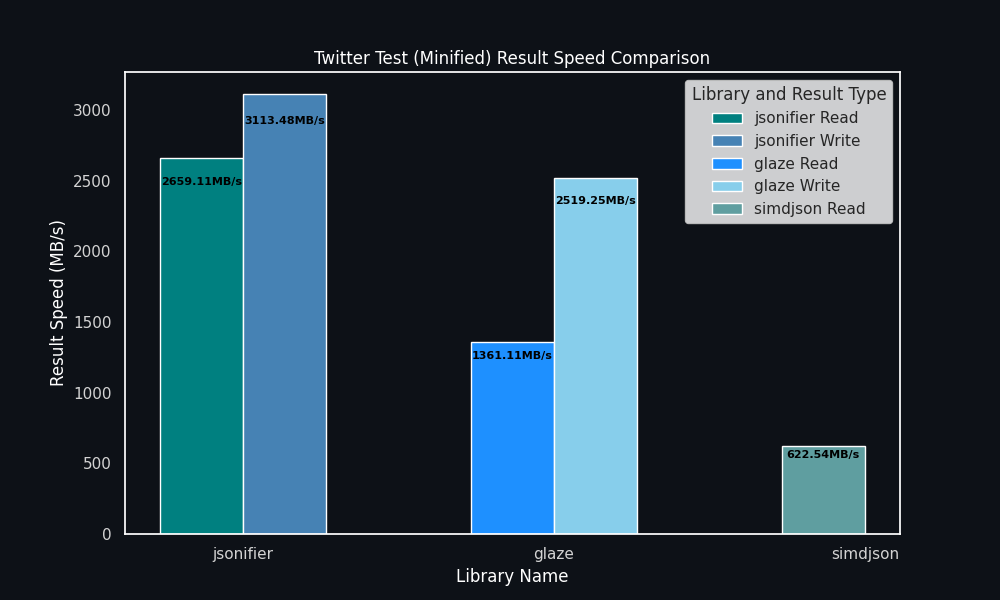 Twitter Test (Minified) Result Speed Comparison
Library and Result Type
jsonifier Read
jsonifier Write
glaze Read
glaze Write
simdjson Read
Result Speed (MB/s)
3000
2500
2000
1500
1000
500
0
2659.11MB/s
3113.48MB/s
1361.11MB/s
2519.25MB/s
622.54MB/s
jsonifier
glaze
simdjson
Library Name